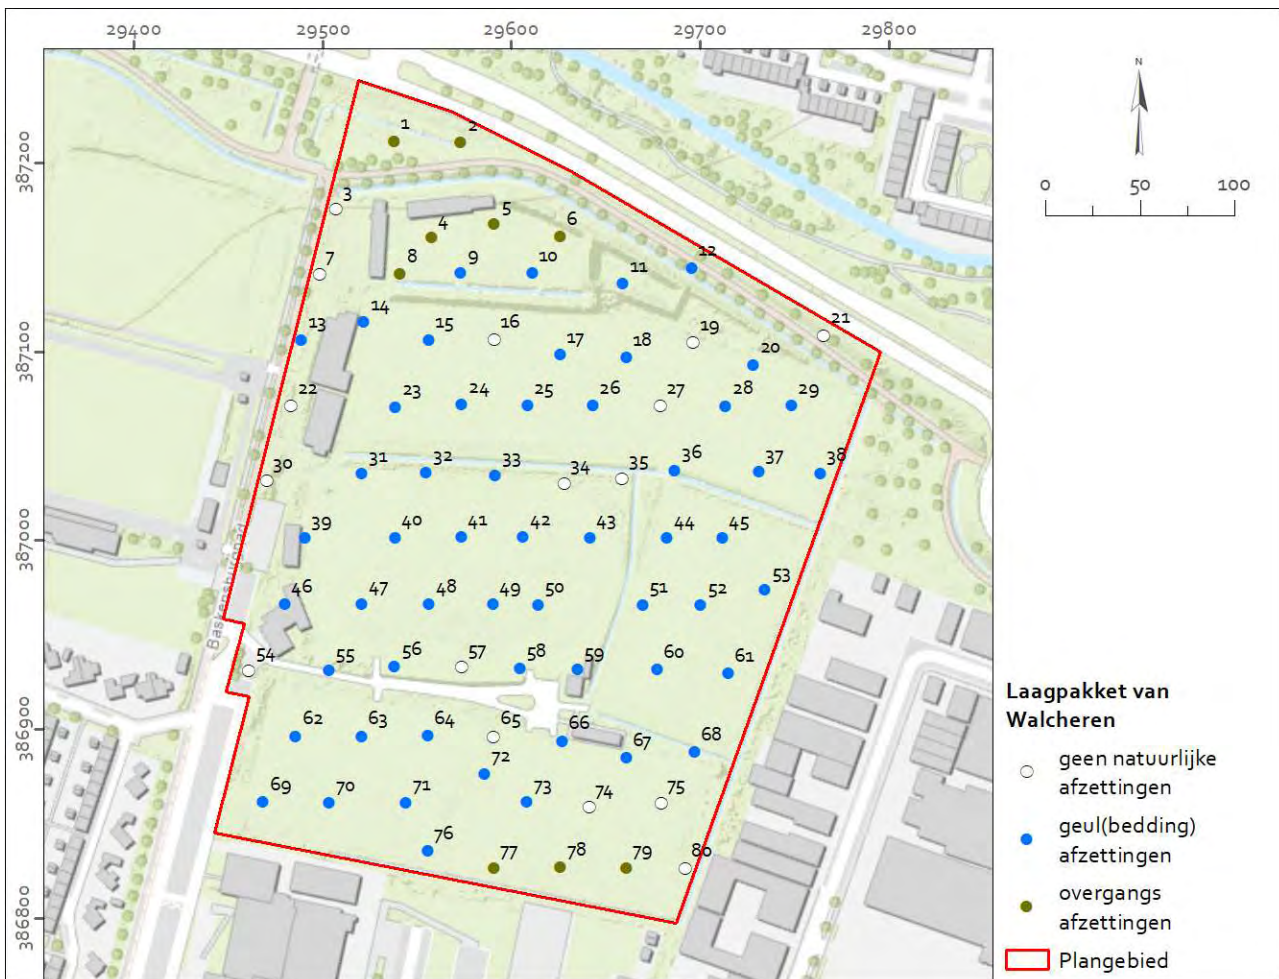 29400 29500 29600 29700 29800
N
0 50 100
387200
387100
387000
386900
386800
1 2
3
4 5 6
7 8 9 10 11 12
13 14 15 16 17 18 19 20 21
22 23 24 25 26 27 28 29
30 31 32 33 34 35 36 37 38
39 40 41 42 43 44 45
46 47 48 49 50 51 52 53
54 55 56 57 58 59 60 61
62 63 64 65 66 67 68
69 70 71 72 73 74 75
76 77 78 79 80
Baskensburgpad
Laagpakket van
Walcheren
geen natuurlijke
afzettingen
geul(bedding)
afzettingen
overgangs
afzettingen
Plangebied